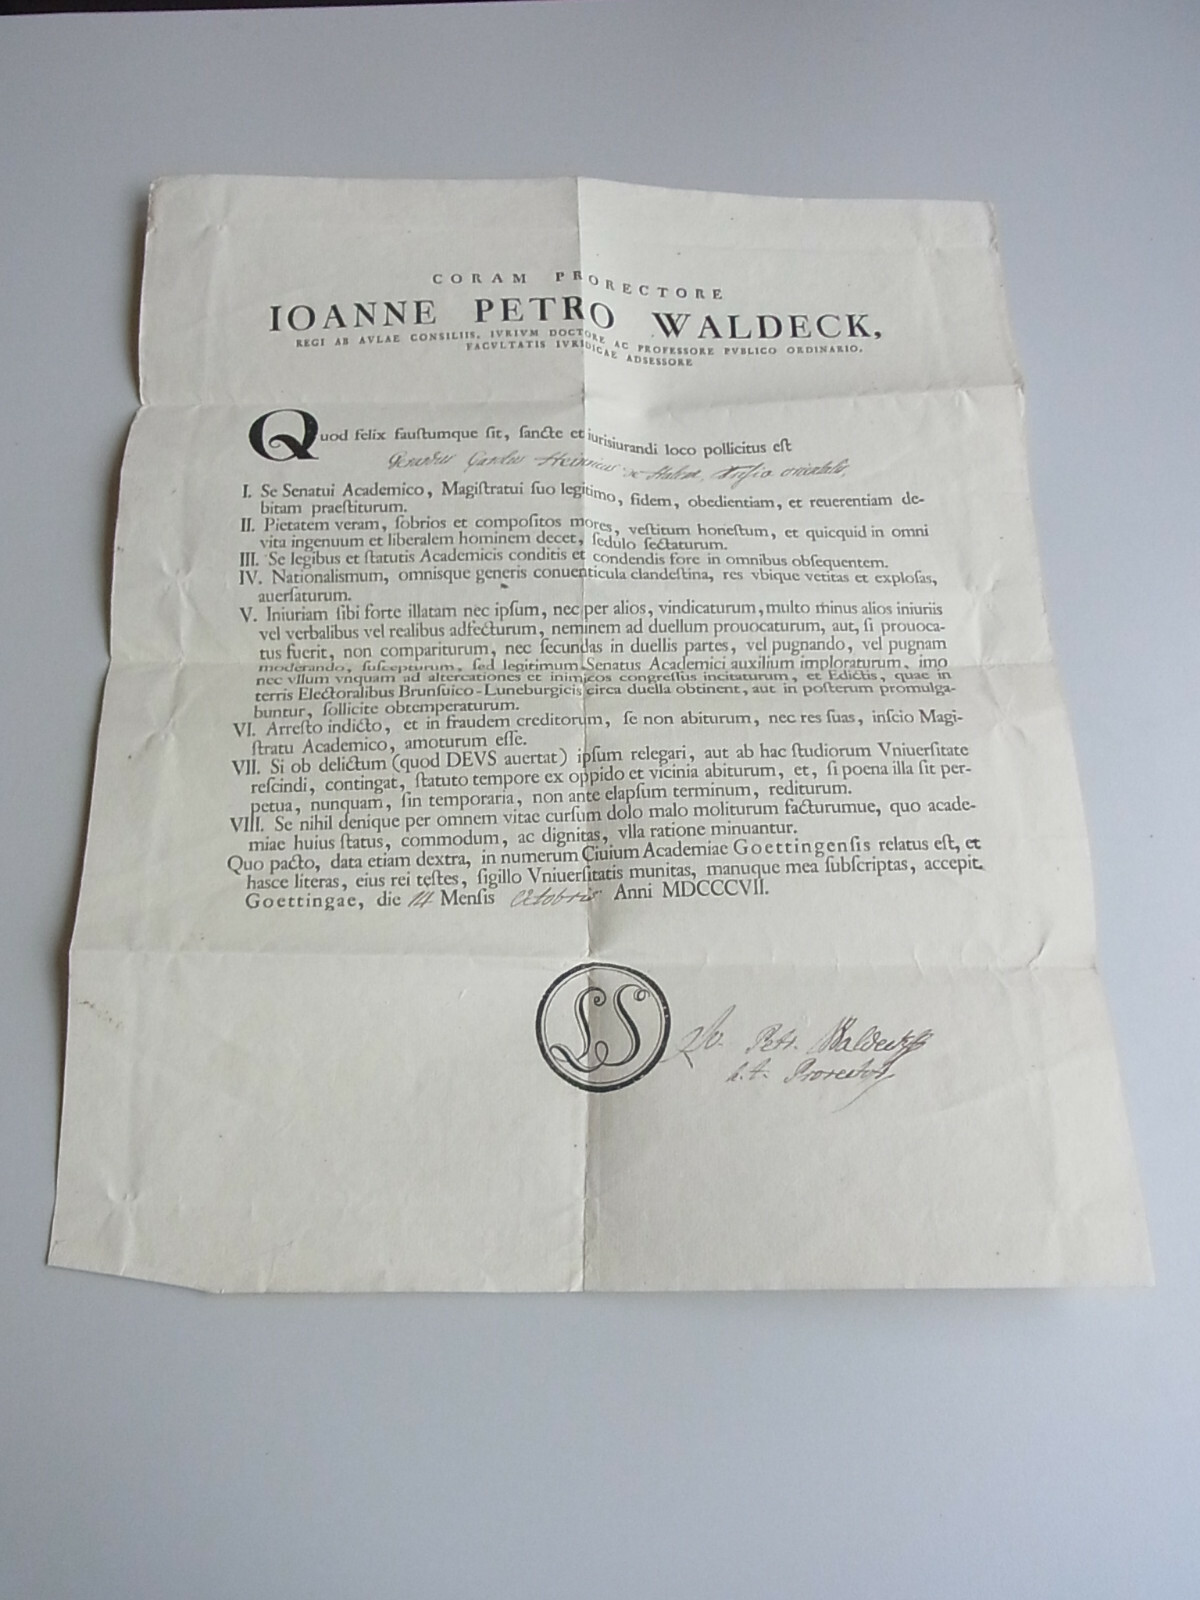 CORAM PRORECTORE
IOANNE PETRO WALDECK,
REGI AB AVLAE CONSILIIS, IVRIVM DOCTORE AC PROFESSORE PVBLICO ORDINARIO,
FACVLTATIS IVRIDICAE ADSESSORE
Quod felix fauſtumque ſit, ſancte et iurisiurandi loco pollicitus eſt
Gerardus Carolus Heinricus de Halem, Frisia orientalis,
I. Se Senatui Academico, Magiſtratui ſuo legitimo, fidem, obedientiam, et reuerentiam de-
bitam praeſtiturum.
II. Pietatem veram, ſobrios et compoſitos mores, veſtitum honeſtum, et quicquid in omni
vita ingenuum et liberalem hominem decet, ſedulo ſectaturum.
III. Se legibus et ſtatutis Academicis conditis et condendis fore in omnibus obſequentem.
IV. Nationalismum, omnisque generis conuenticula clandeſtina, res vbique vetitas et exploſas,
auerſaturum.
V. Iniuriam ſibi forte illatam nec ipſum, nec per alios, vindicaturum, multo minus alios iniuriis
vel verbalibus vel realibus adfecturum, neminem ad duellum prouocaturum, aut, ſi prouoca-
tus fuerit, non compariturum, nec ſecundas in duellis partes, vel pugnando, vel pugnam
moderando, ſuſcepturum, ſed legitimum Senatus Academici auxilium imploraturum, imo
nec vllum vnquam ad altercationes et inimicos congreſſus incitaturum, et Edictis, quae in
terris Electoralibus Brunſuico-Luneburgicis circa duella obtinent, aut in poſterum promulga-
buntur, ſollicite obtemperaturum.
VI. Arreſto indicto, et in fraudem creditorum, ſe non abiturum, nec res ſuas, inſcio Magi-
ſtratu Academico, amoturum eſſe.
VII. Si ob delictum (quod DEVS auertat) ipſum relegari, aut ab hac ſtudiorum Vniuerſitate
reſcindi, contingat, ſtatuto tempore ex oppido et vicinia abiturum, et, ſi poena illa ſit per-
petua, nunquam, ſin temporaria, non ante elapſum terminum, rediturum.
VIII. Se nihil denique per omnem vitae curſum dolo malo moliturum facturumue, quo acade-
miae huius ſtatus, commodum, ac dignitas, vlla ratione minuantur.
Quo pacto, data etiam dextra, in numerum Ciuium Academiae Goettingenſis relatus eſt, et
hasce literas, eius rei teſtes, ſigillo Vniuerſitatis munitas, manuque mea ſubſcriptas, accepit.
Goettingae, die 14 Menſis Octobris Anni MDCCCVII.
LS
Jo. Petr. Waldeck
h. t. Prorector